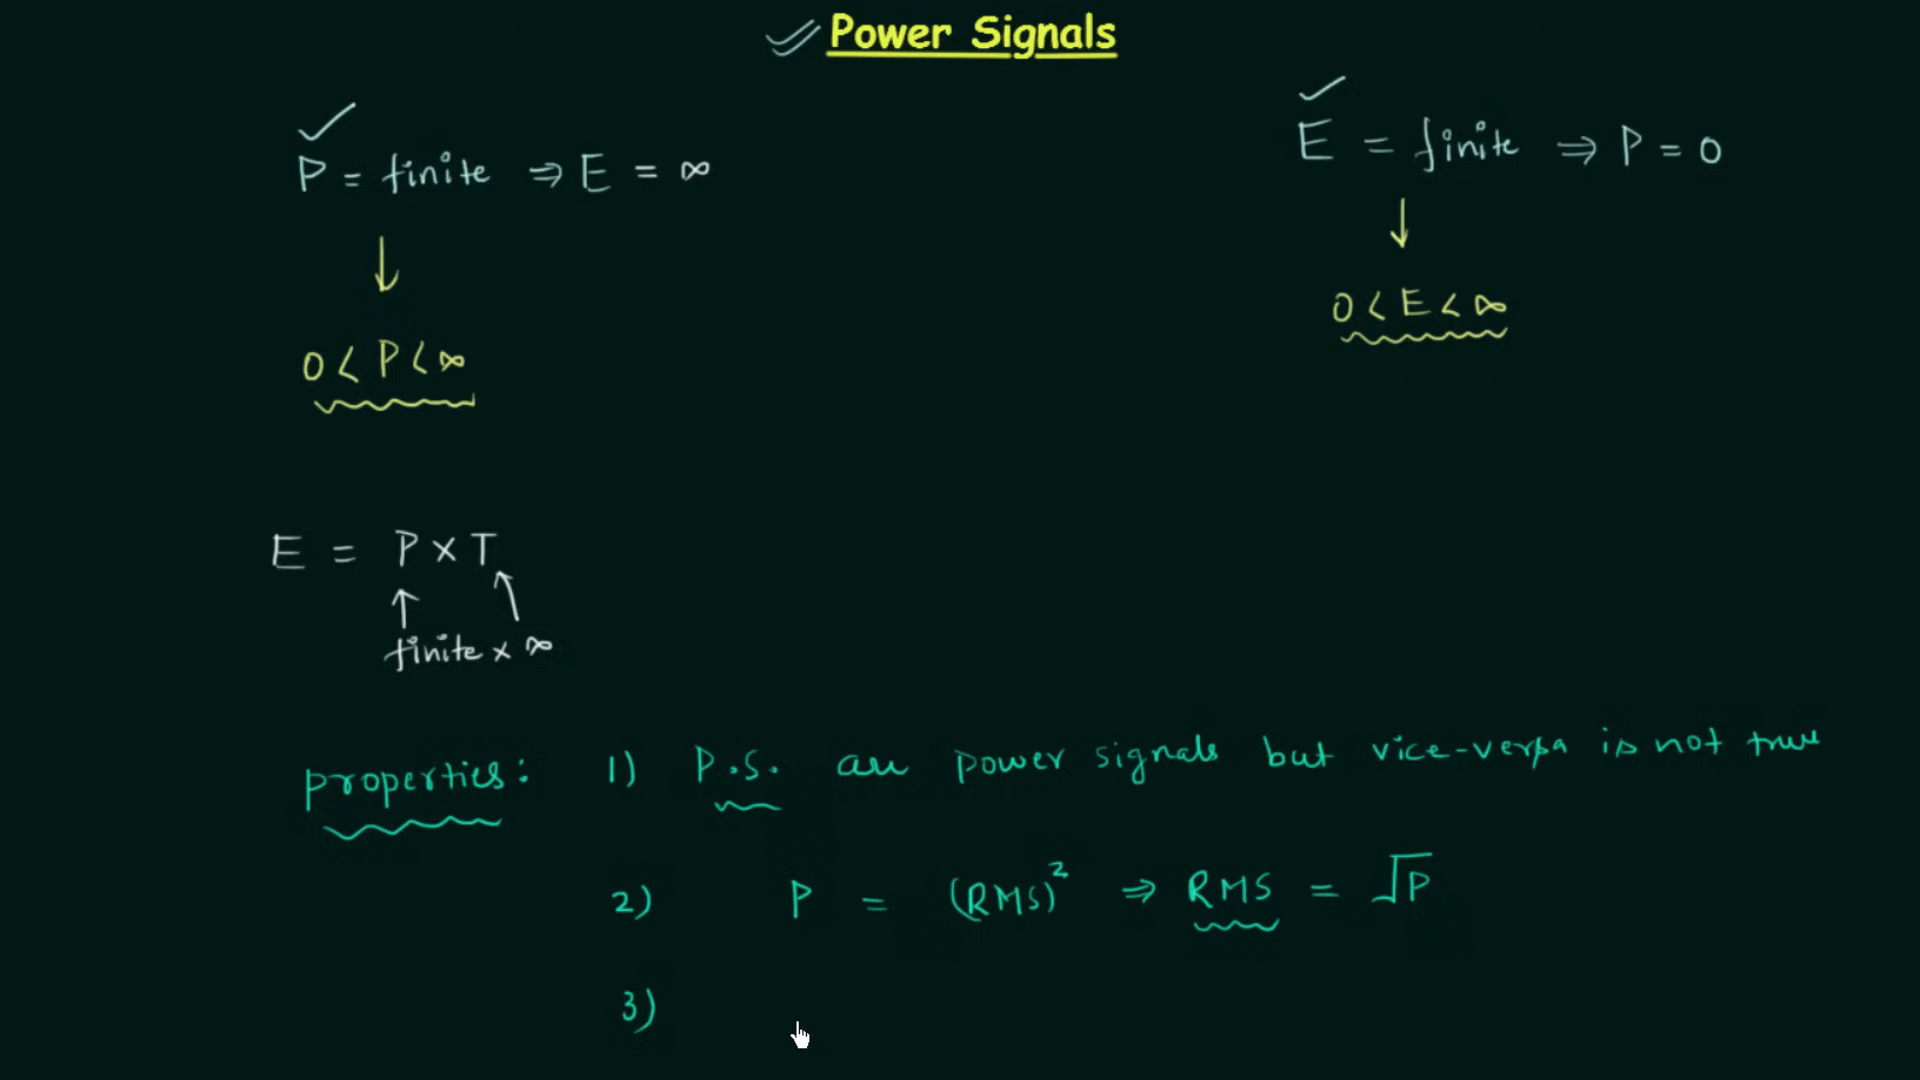 Power Signals
P = finite ⇒ E = ∞
E = finite ⇒ P = 0
0 < P < ∞
0 < E < ∞
E = P × T
finite × ∞
properties: 1) P.S. are power signals but vice-versa is not true
2) P = (RMS)² ⇒ RMS = √P
3)